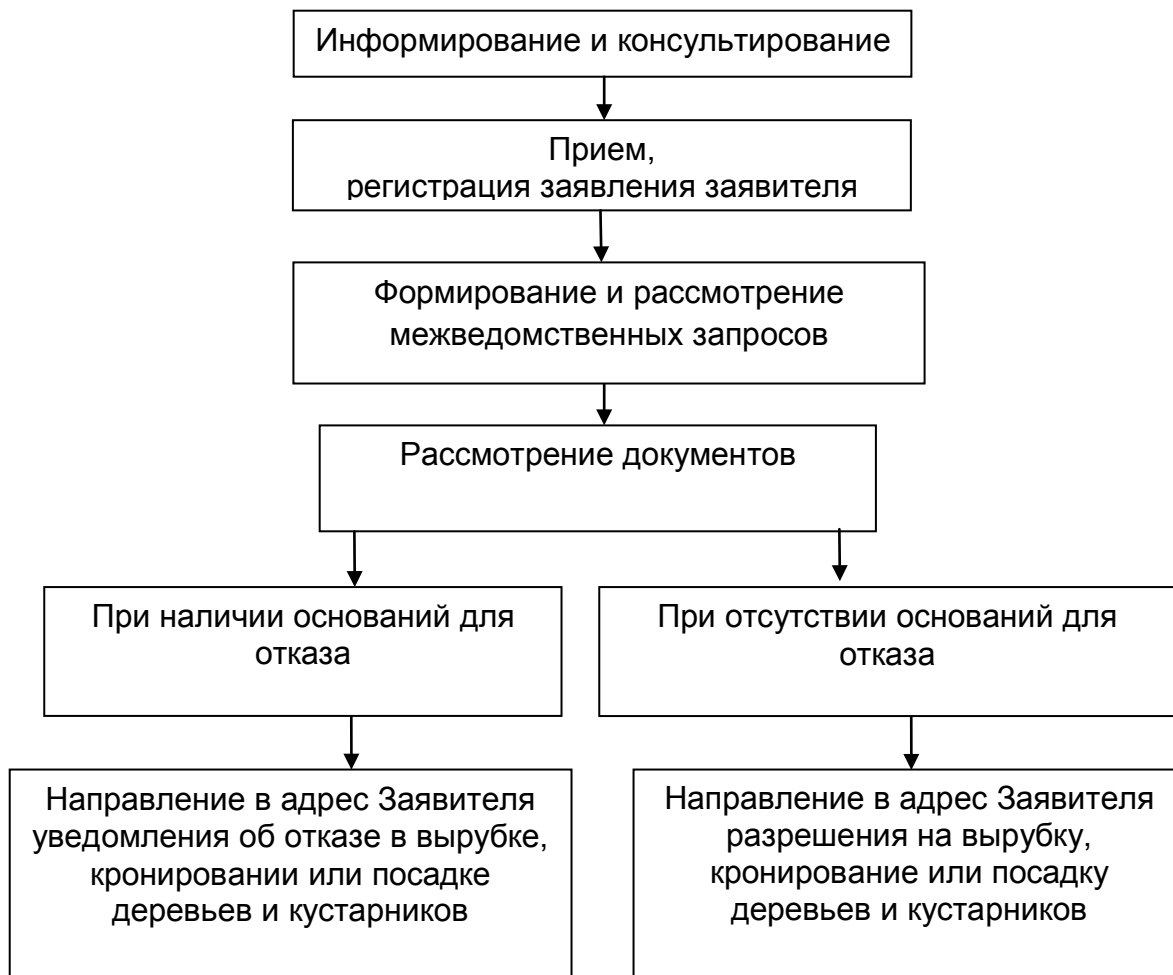 Информирование и консультирование
Прием,
регистрация заявления заявителя
Формирование и рассмотрение
межведомственных запросов
Рассмотрение документов
При наличии оснований для
отказа
При отсутствии оснований для
отказа
Направление в адрес Заявителя
уведомления об отказе в вырубке,
кронировании или посадке
деревьев и кустарников
Направление в адрес Заявителя
разрешения на вырубку,
кронирование или посадку
деревьев и кустарников